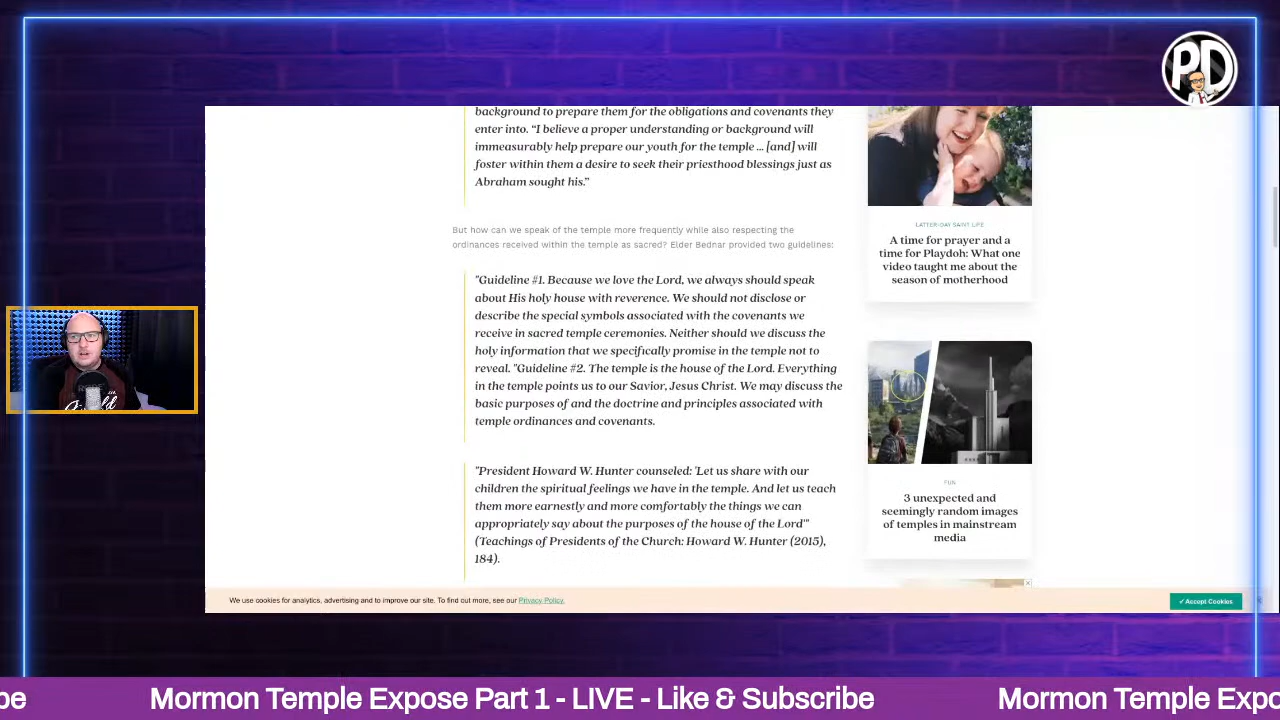 PD
background to prepare them for the obligations and covenants they
enter into. “I believe a proper understanding or background will
immeasurably help prepare our youth for the temple ... [and] will
foster within them a desire to seek their priesthood blessings just as
Abraham sought his.”
But how can we speak of the temple more frequently while also respecting the
ordinances received within the temple as sacred? Elder Bednar provided two guidelines:
"Guideline #1. Because we love the Lord, we always should speak
about His holy house with reverence. We should not disclose or
describe the special symbols associated with the covenants we
receive in sacred temple ceremonies. Neither should we discuss the
holy information that we specifically promise in the temple not to
reveal. "Guideline #2. The temple is the house of the Lord. Everything
in the temple points us to our Savior, Jesus Christ. We may discuss the
basic purposes of and the doctrine and principles associated with
temple ordinances and covenants.
"President Howard W. Hunter counseled: 'Let us share with our
children the spiritual feelings we have in the temple. And let us teach
them more earnestly and more comfortably the things we can
appropriately say about the purposes of the house of the Lord'"
(Teachings of Presidents of the Church: Howard W. Hunter (2015),
184).
LATTER-DAY SAINT LIFE
A time for prayer and a
time for Playdoh: What one
video taught me about the
season of motherhood
FUN
3 unexpected and
seemingly random images
of temples in mainstream
media
We use cookies for analytics, advertising and to improve our site. To find out more, see our Privacy Policy.
✓Accept Cookies
be Mormon Temple Expose Part 1 - LIVE - Like & Subscribe Mormon Temple Expo